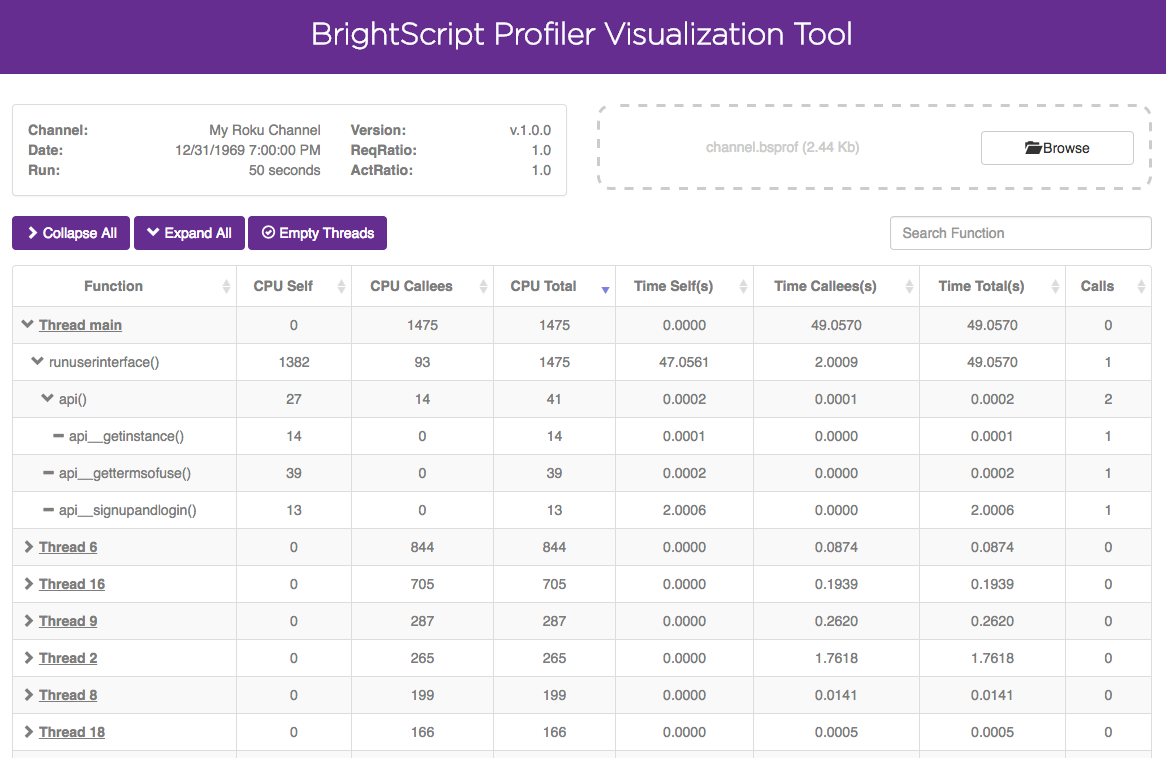 BrightScript Profiler Visualization Tool
Channel: My Roku Channel Version: v.1.0.0
Date: 12/31/1969 7:00:00 PM ReqRatio: 1.0
Run: 50 seconds ActRatio: 1.0
channel.bsprof (2.44 Kb) Browse
Collapse All Expand All Empty Threads Search Function
Function CPU Self CPU Callees CPU Total Time Self(s) Time Callees(s) Time Total(s) Calls
Thread main 0 1475 1475 0.0000 49.0570 49.0570 0
runuserinterface() 1382 93 1475 47.0561 2.0009 49.0570 1
api() 27 14 41 0.0002 0.0001 0.0002 2
api__getinstance() 14 0 14 0.0001 0.0000 0.0001 1
api__gettermsofuse() 39 0 39 0.0002 0.0000 0.0002 1
api__signupandlogin() 13 0 13 2.0006 0.0000 2.0006 1
Thread 6 0 844 844 0.0000 0.0874 0.0874 0
Thread 16 0 705 705 0.0000 0.1939 0.1939 0
Thread 9 0 287 287 0.0000 0.2620 0.2620 0
Thread 2 0 265 265 0.0000 1.7618 1.7618 0
Thread 8 0 199 199 0.0000 0.0141 0.0141 0
Thread 18 0 166 166 0.0000 0.0005 0.0005 0